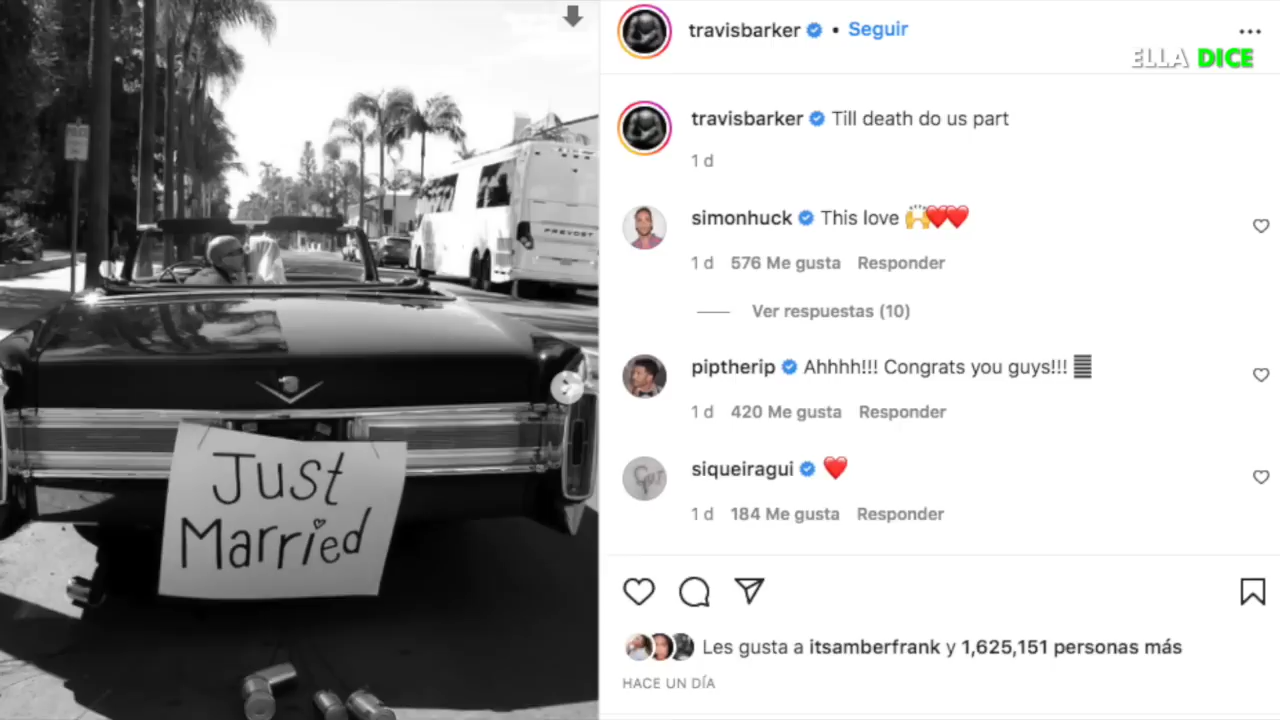 PREVOST
Just
Married
travisbarker • Seguir
ELLA DICE
travisbarker Till death do us part
1 d
simonhuck This love 🙌❤️❤️
1 d 576 Me gusta Responder
Ver respuestas (10)
piptherip Ahhhh!!! Congrats you guys!!!
1 d 420 Me gusta Responder
siqueiragui ❤️
1 d 184 Me gusta Responder
Les gusta a itsamberfrank y 1,625,151 personas más
HACE UN DÍA